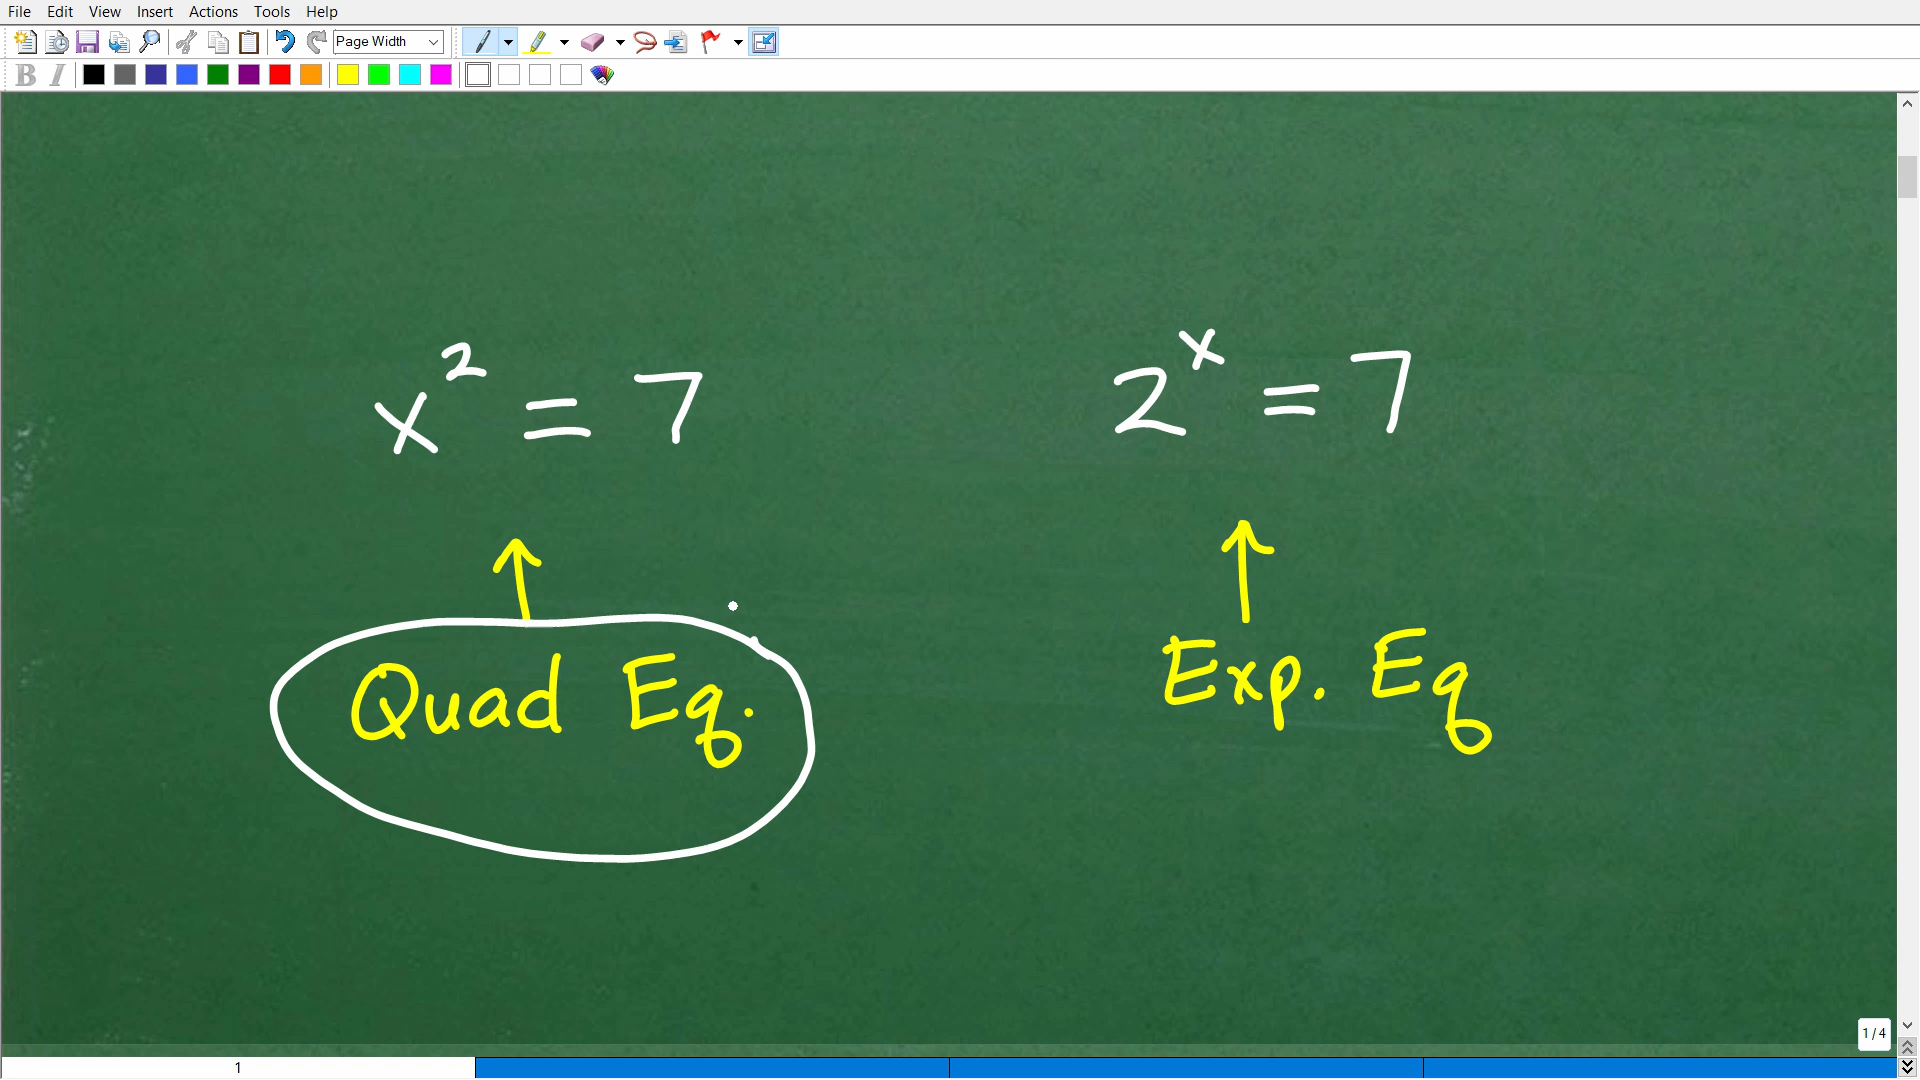 File Edit View Insert Actions Tools Help
Page Width
B I
x² = 7
2ˣ = 7
Quad Eq.
Exp. Eq
1 / 4
1